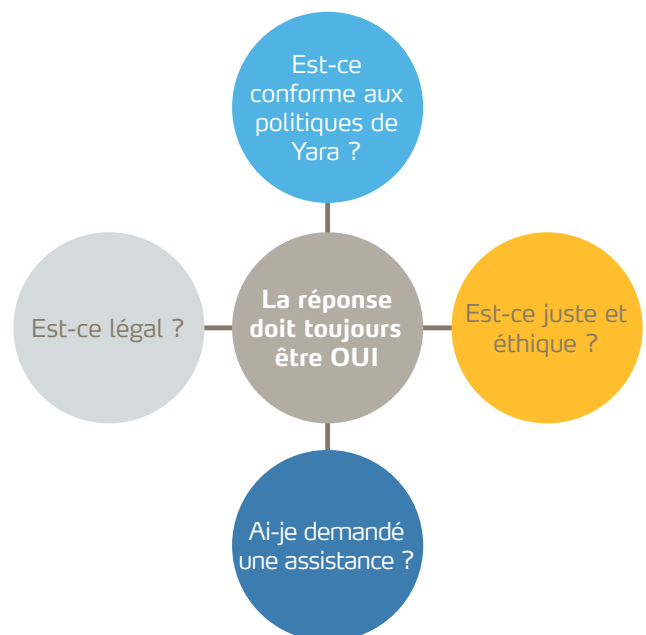 Est-ce
conforme aux
politiques de
Yara ?
Est-ce légal ?
La réponse
doit toujours
être OUI
Est-ce juste et
éthique ?
Ai-je demandé
une assistance ?